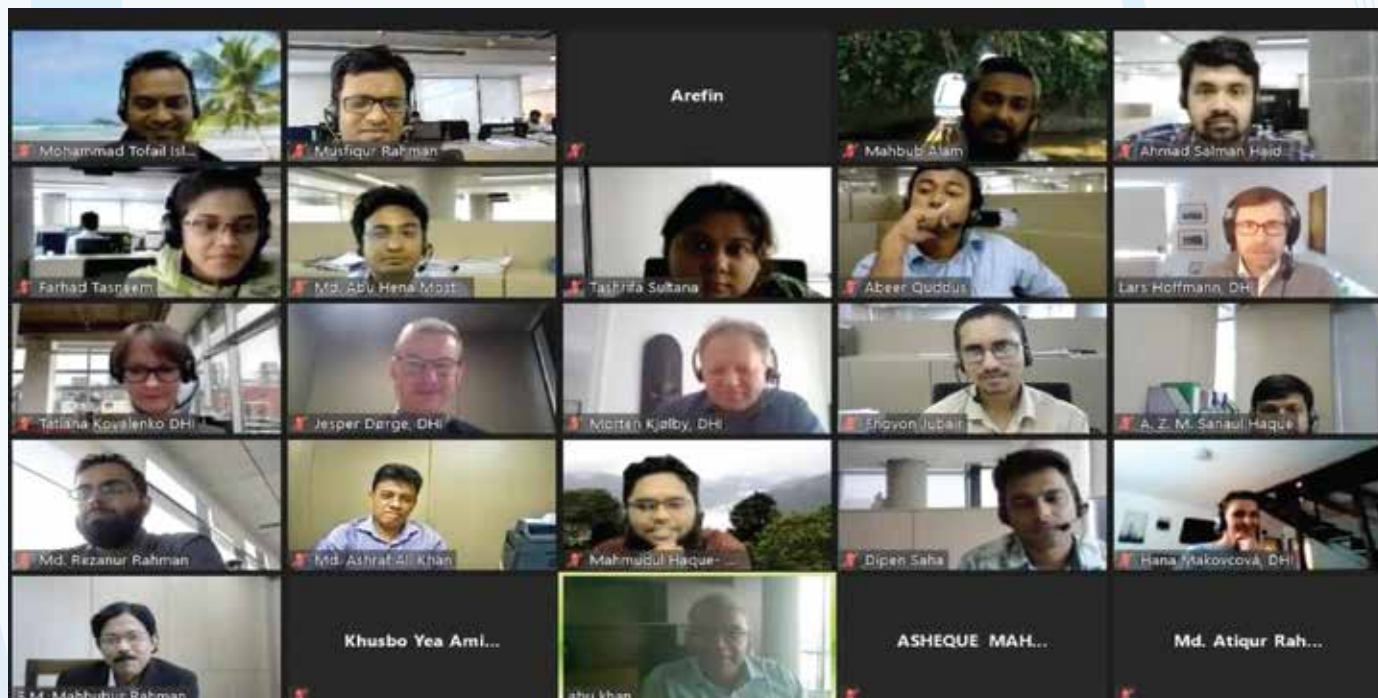 Mohammad Tofail Isl...
Musfiqur Rahman
Arefin
Mahbub Alam
Ahmad Salman Haid...
Farhad Tasneem
Md. Abu Hena Most...
Tashrifa Sultana
Abeer Quddus
Lars Hoffmann, DHI
Tatiana Kovalenko DHI
Jesper Dørge, DHI
Morten Kjølby, DHI
Shovon Jubair
A. Z. M. Sanaul Haque
Md. Rezanur Rahman
Md. Ashraf Ali Khan
Mahmudul Haque- ...
Dipen Saha
Hana Makovcová, DHI
S.M. Mahbubur Rahman
Khusbo Yea Ami...
abu khan
ASHEQUE MAH...
Md. Atiqur Rah...